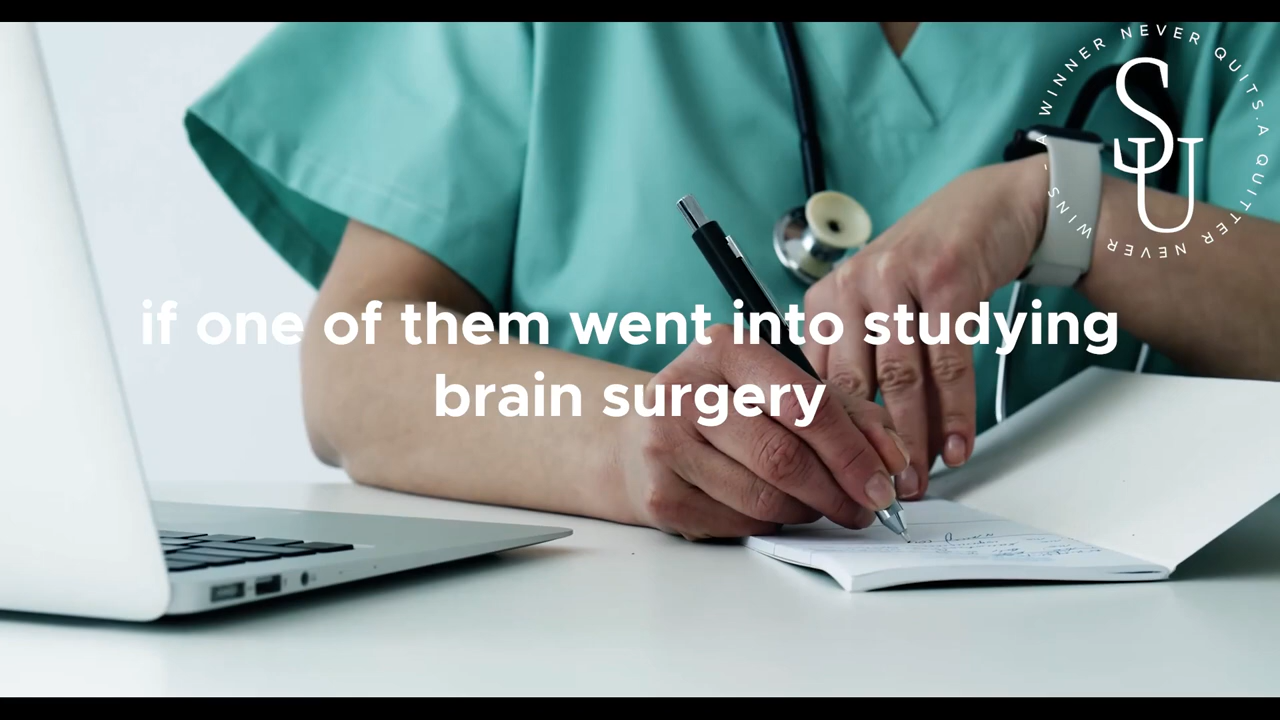 A WINNER NEVER QUITS. A QUITTER NEVER WINS -
SU
if one of them went into studying
brain surgery